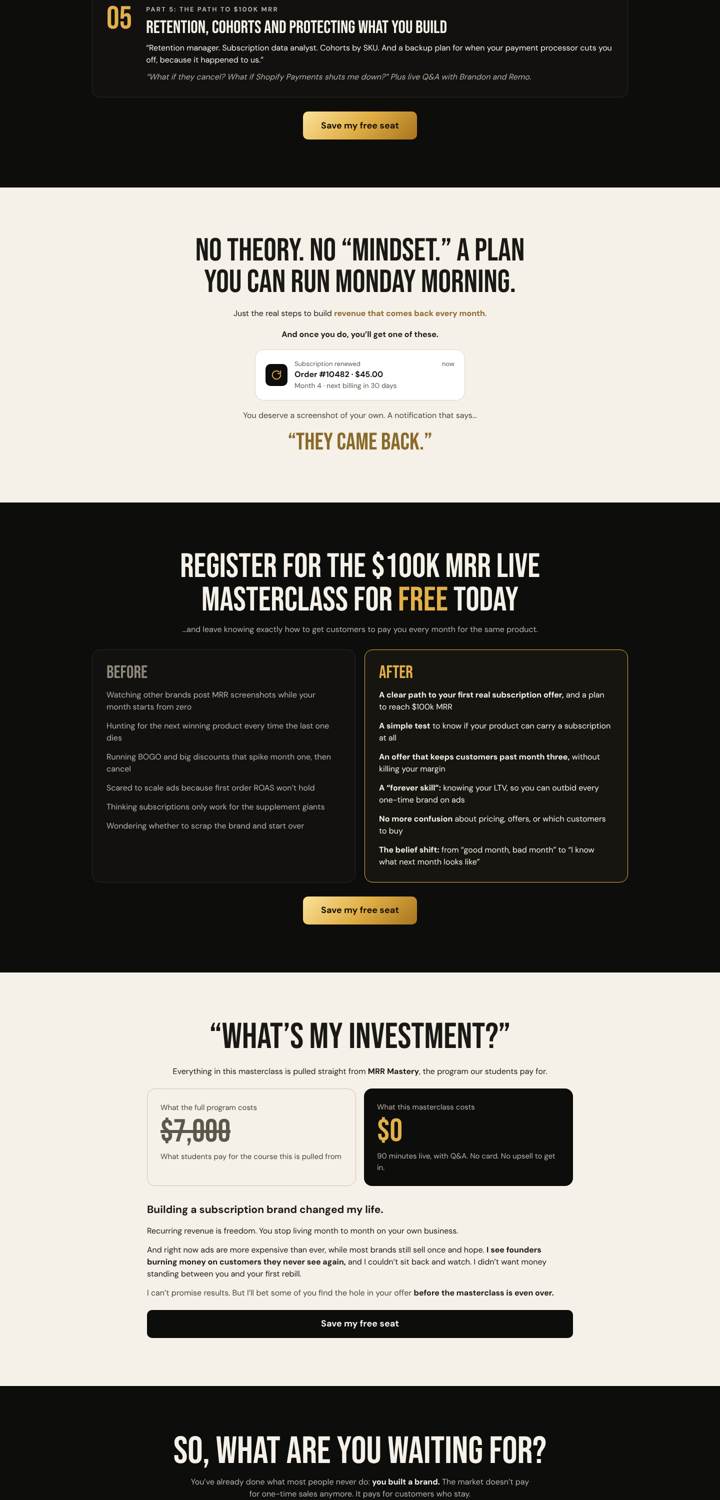 05
PART 5: THE PATH TO $100K MRR
RETENTION, COHORTS AND PROTECTING WHAT YOU BUILD
“Retention manager. Subscription data analyst. Cohorts by SKU. And a backup plan for when your payment processor cuts you
off, because it happened to us.”
“What if they cancel? What if Shopify Payments shuts me down?” Plus live Q&A with Brandon and Remo.
Save my free seat
NO THEORY. NO “MINDSET.” A PLAN
YOU CAN RUN MONDAY MORNING.
Just the real steps to build revenue that comes back every month.
And once you do, you’ll get one of these.
Subscription renewed
now
Order #10482 · $45.00
Month 4 · next billing in 30 days
You deserve a screenshot of your own. A notification that says...
“THEY CAME BACK.”
REGISTER FOR THE $100K MRR LIVE
MASTERCLASS FOR FREE TODAY
...and leave knowing exactly how to get customers to pay you every month for the same product.
BEFORE
Watching other brands post MRR screenshots while your
month starts from zero
Hunting for the next winning product every time the last one
dies
Running BOGO and big discounts that spike month one, then
cancel
Scared to scale ads because first order ROAS won’t hold
Thinking subscriptions only work for the supplement giants
Wondering whether to scrap the brand and start over
AFTER
A clear path to your first real subscription offer, and a plan
to reach $100k MRR
A simple test to know if your product can carry a subscription
at all
An offer that keeps customers past month three, without
killing your margin
A “forever skill”: knowing your LTV, so you can outbid every
one-time brand on ads
No more confusion about pricing, offers, or which customers
to buy
The belief shift: from “good month, bad month” to “I know
what next month looks like”
Save my free seat
“WHAT’S MY INVESTMENT?”
Everything in this masterclass is pulled straight from MRR Mastery, the program our students pay for.
What the full program costs
$7,000
What students pay for the course this is pulled from
What this masterclass costs
$0
90 minutes live, with Q&A. No card. No upsell to get
in.
Building a subscription brand changed my life.
Recurring revenue is freedom. You stop living month to month on your own business.
And right now ads are more expensive than ever, while most brands still sell once and hope. I see founders
burning money on customers they never see again, and I couldn’t sit back and watch. I didn’t want money
standing between you and your first rebill.
I can’t promise results. But I’ll bet some of you find the hole in your offer before the masterclass is even over.
Save my free seat
SO, WHAT ARE YOU WAITING FOR?
You’ve already done what most people never do: you built a brand. The market doesn’t pay
for one-time sales anymore. It pays for customers who stay.